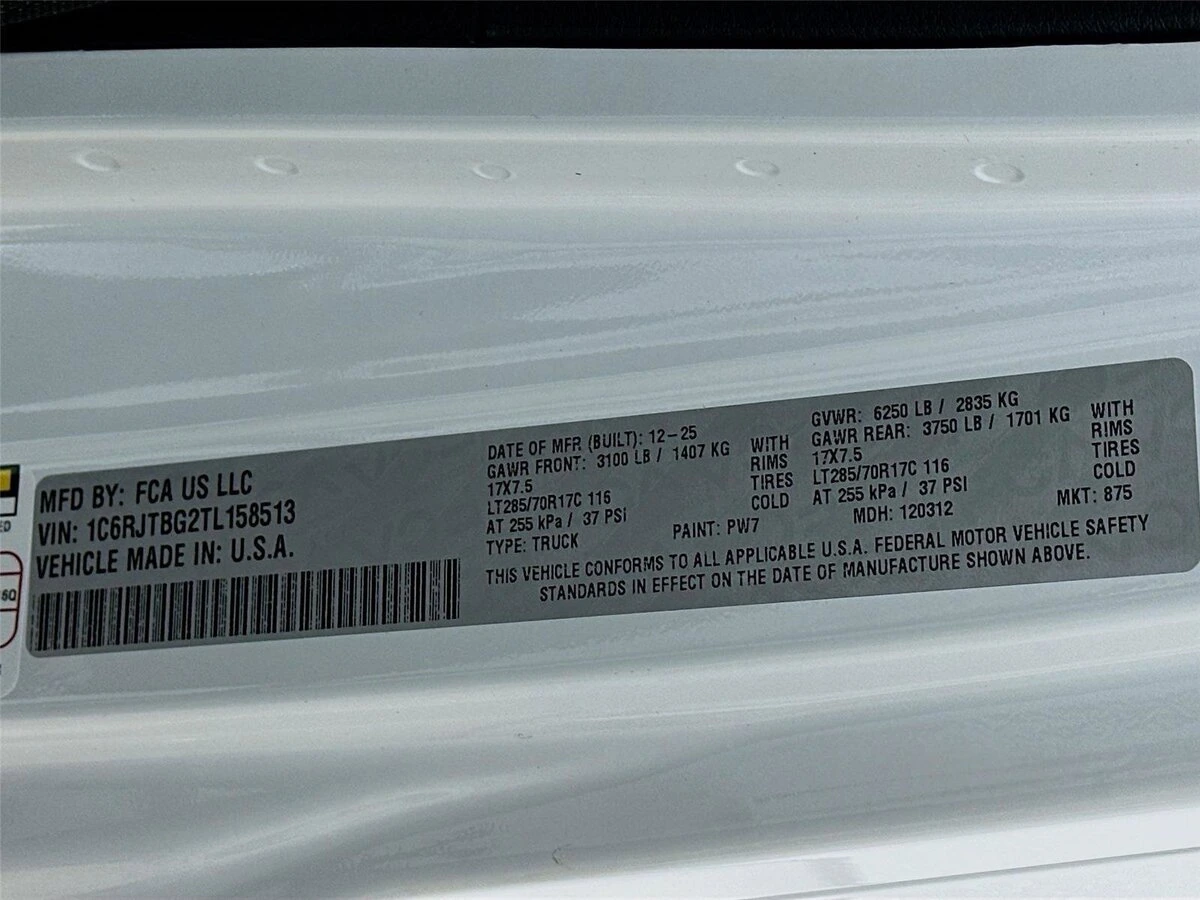 ED
6Q
MFD BY: FCA US LLC
VIN: 1C6RJTBG2TL158513
VEHICLE MADE IN: U.S.A.
DATE OF MFR (BUILT): 12-25
GAWR FRONT: 3100 LB / 1407 KG WITH
17X7.5 RIMS
LT285/70R17C 116 TIRES
AT 255 kPa / 37 PSI COLD
TYPE: TRUCK PAINT: PW7
GVWR: 6250 LB / 2835 KG
GAWR REAR: 3750 LB / 1701 KG WITH
17X7.5 RIMS
LT285/70R17C 116 TIRES
AT 255 kPa / 37 PSI COLD
MDH: 120312 MKT: 875
THIS VEHICLE CONFORMS TO ALL APPLICABLE U.S.A. FEDERAL MOTOR VEHICLE SAFETY
STANDARDS IN EFFECT ON THE DATE OF MANUFACTURE SHOWN ABOVE.